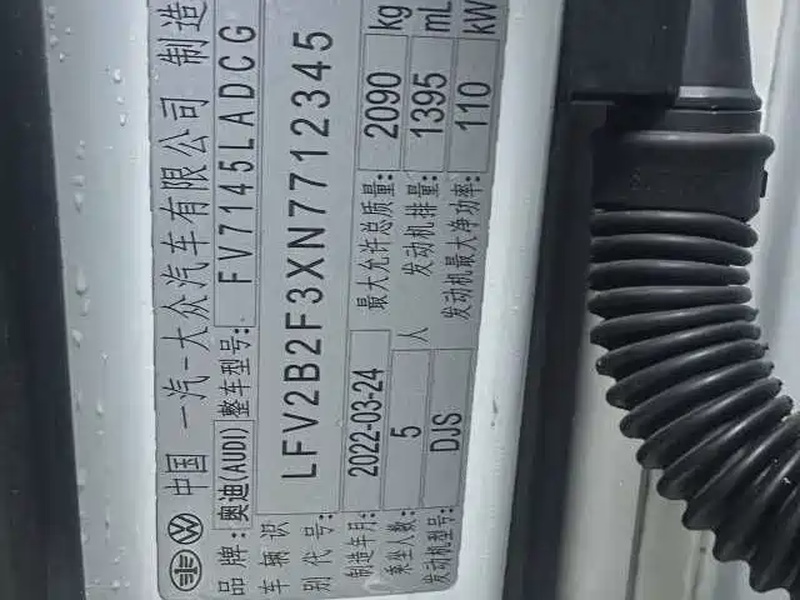 中国 一汽-大众汽车有限公司 制造
品牌: 奥迪(AUDI) 整车型号: FV7145LADCG
车辆识别代号: LFV2B2F3XN7712345
制造年月: 2022-03-24 最大允许总质量: 2090 kg
乘坐人数: 5 人 发动机排量: 1395 mL
发动机型号: DJS 发动机最大净功率: 110 kW